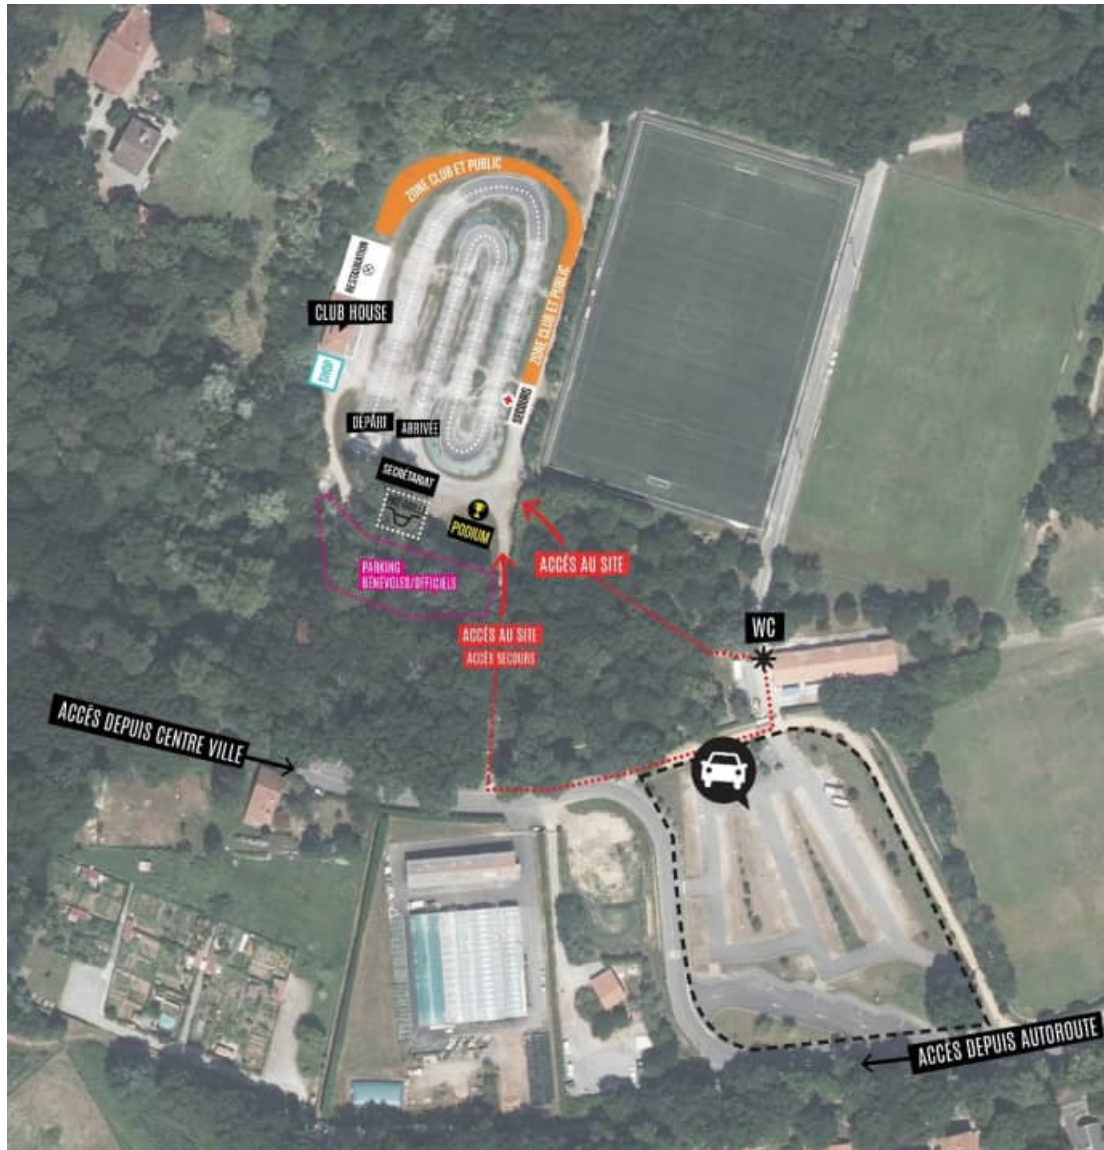 ZONE CLUB ET PUBLIC
RESTAURATION
CLUB HOUSE
ZONE CLUB ET PUBLIC
SHOP
SECOURS
DÉPART
ARRIVÉE
SECRÉTARIAT
PODIUM
ACCÈS AU SITE
PARKING
BÉNÉVOLES/OFFICIELS
ACCÈS AU SITE
ACCÈS SECOURS
WC
ACCÈS DEPUIS CENTRE VILLE
ACCÈS DEPUIS AUTOROUTE